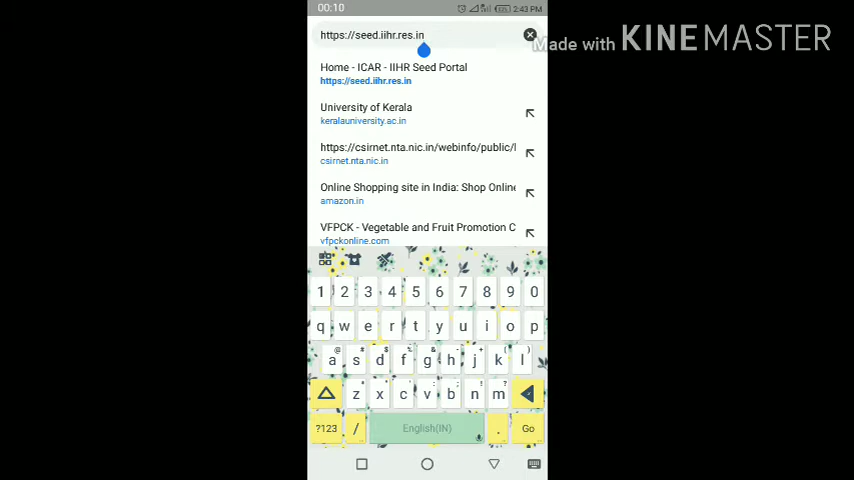 00:10
2:43 PM
https://seed.iihr.res.in
Made with KINEMASTER
Home - ICAR - IIHR Seed Portal
https://seed.iihr.res.in
University of Kerala
keralauniversity.ac.in
https://csirnet.nta.nic.in/webinfo/public/
csirnet.nta.nic.in
Online Shopping site in India: Shop Online
amazon.in
VFPCK - Vegetable and Fruit Promotion C
vfpckonline.com
1 2 3 4 5 6 7 8 9 0
q w e r t y u i o p
a s d f g h j k l
z x c v b n m
?123 / English(IN) . Go